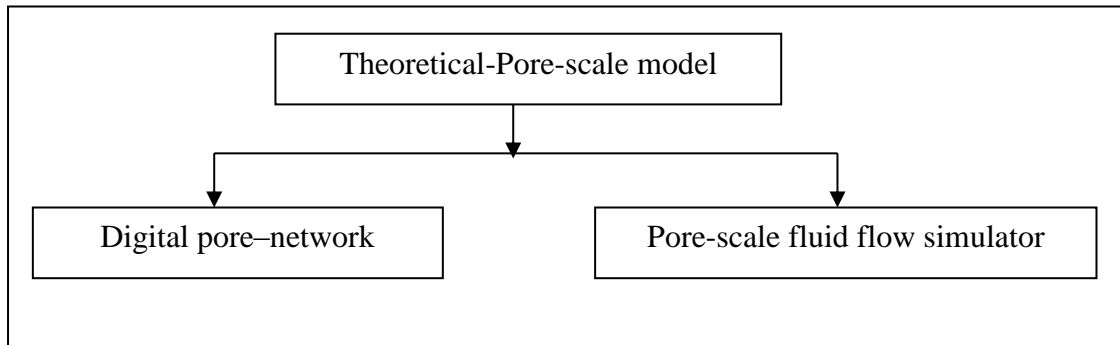 Theoretical-Pore-scale model
Digital pore–network
Pore-scale fluid flow simulator